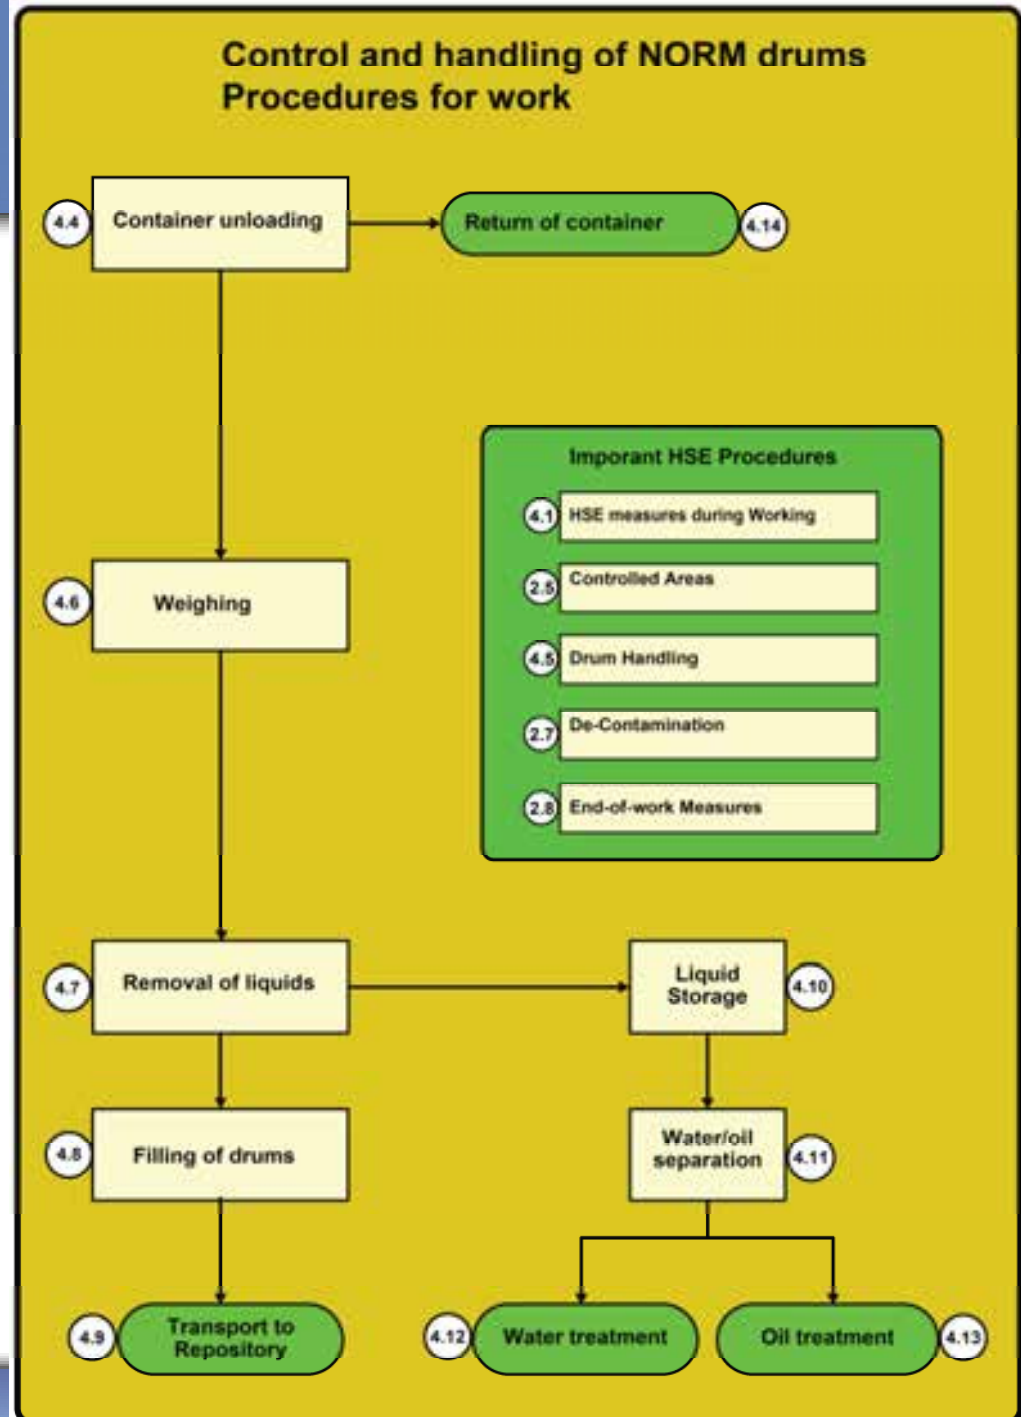 Control and handling of NORM drums
Procedures for work
4.4
Container unloading
Return of container
4.14
Imporant HSE Procedures
4.1
HSE measures during Working
2.5
Controlled Areas
4.6
Weighing
4.5
Drum Handling
2.7
De-Contamination
2.8
End-of-work Measures
4.7
Removal of liquids
Liquid
Storage
4.10
4.8
Filling of drums
Water/oil
separation
4.11
4.9
Transport to
Repository
4.12
Water treatment
Oil treatment
4.13